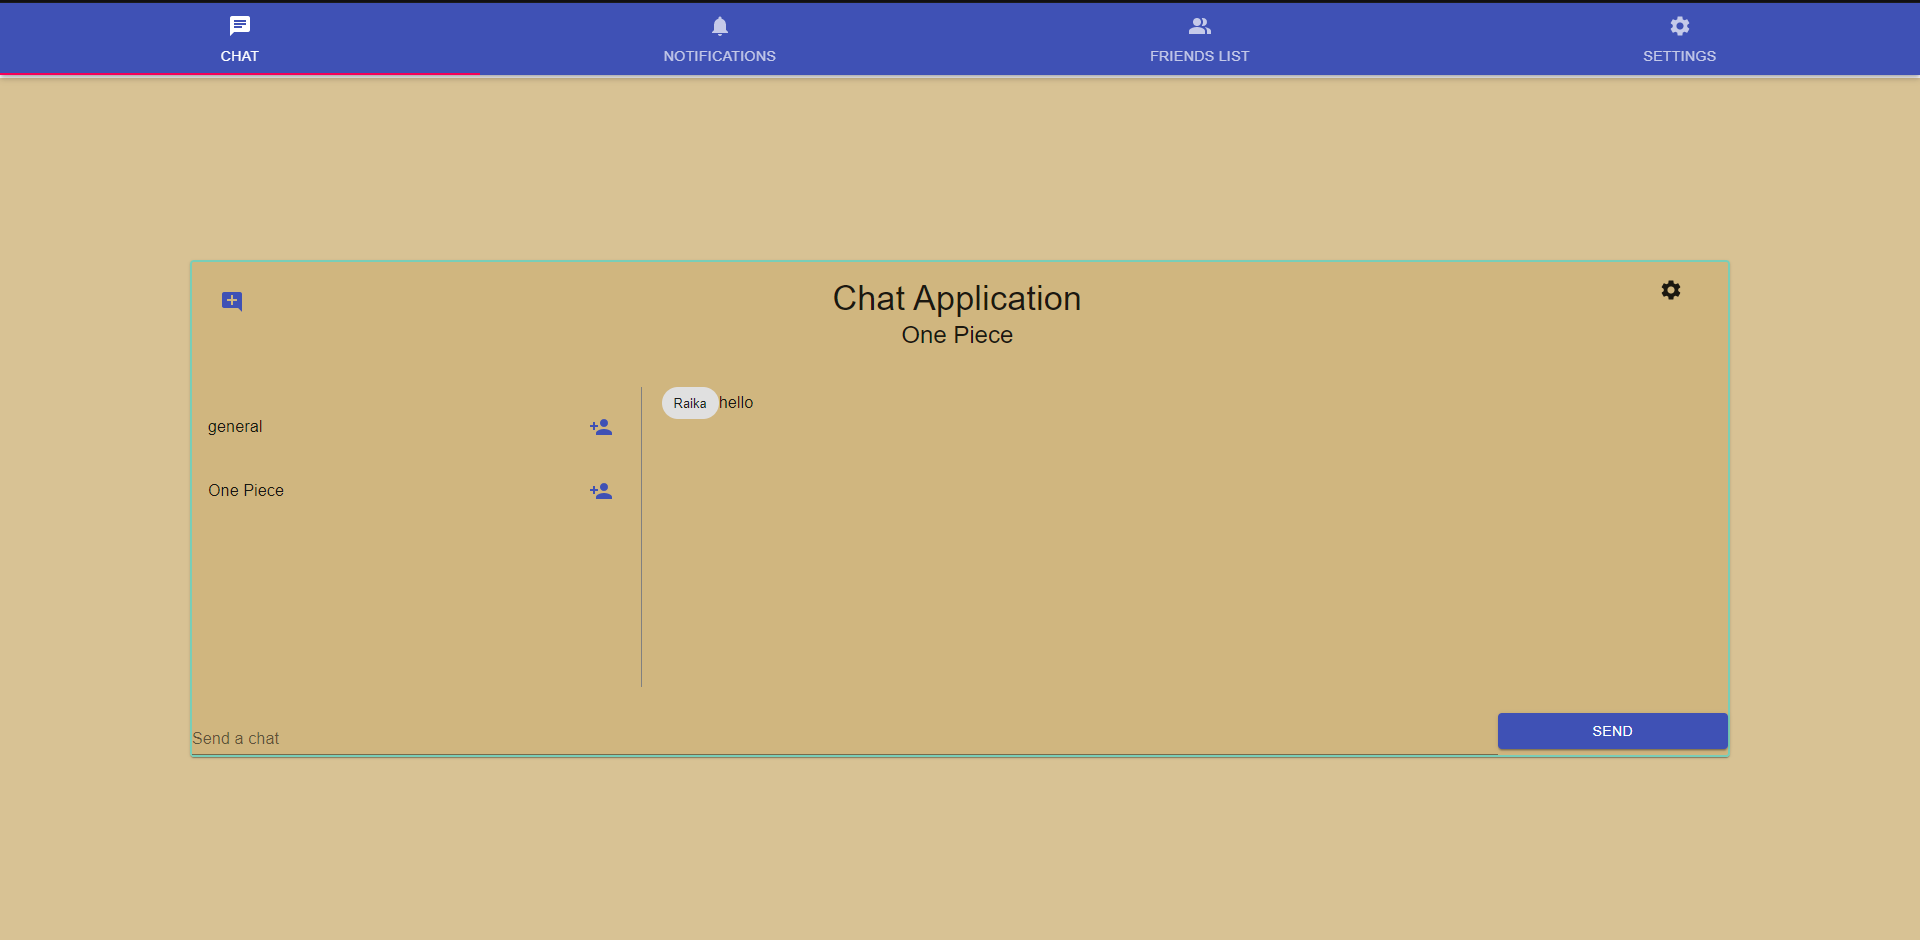 CHAT
NOTIFICATIONS
FRIENDS LIST
SETTINGS
Chat Application
One Piece
general
One Piece
Raika hello
Send a chat
SEND